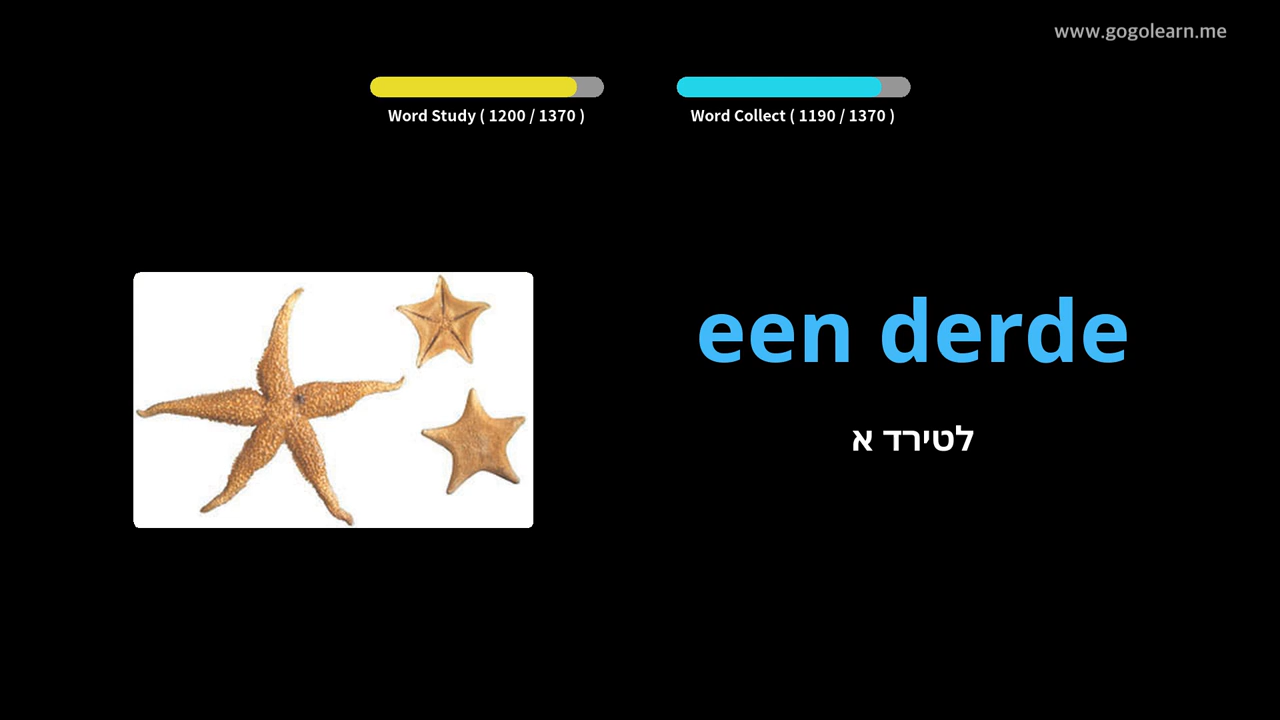 www.gogolearn.me
Word Study ( 1200 / 1370 )
Word Collect ( 1190 / 1370 )
een derde
לטירד א